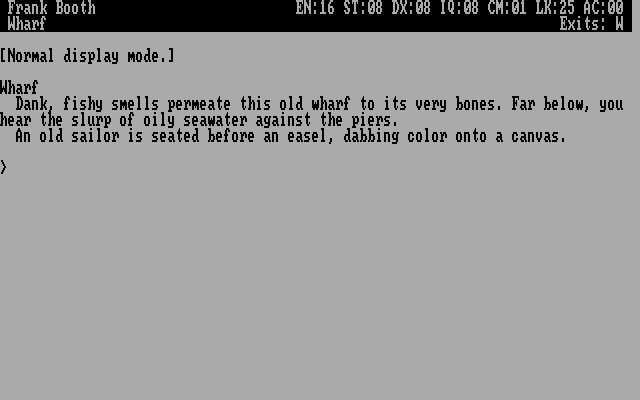 Frank Booth EN:16 ST:08 DX:08 IQ:08 CM:01 LK:25 AC:00
Wharf Exits: W
[Normal display mode.]
Wharf
Dank, fishy smells permeate this old wharf to its very bones. Far below, you
hear the slurp of oily seawater against the piers.
An old sailor is seated before an easel, dabbing color onto a canvas.
>